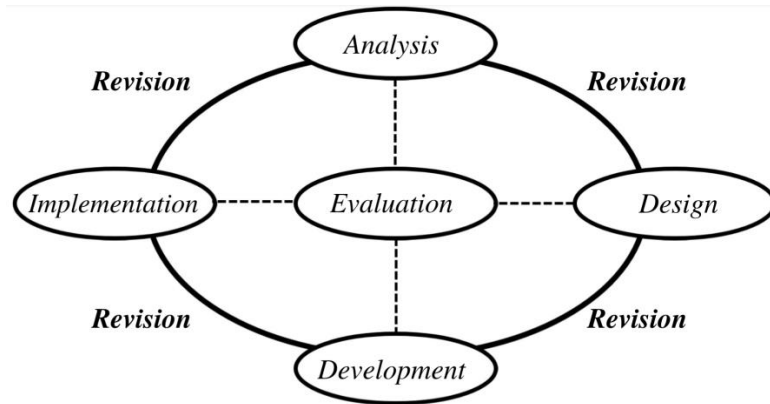 Analysis
Revision
Revision
Implementation
Evaluation
Design
Revision
Revision
Development